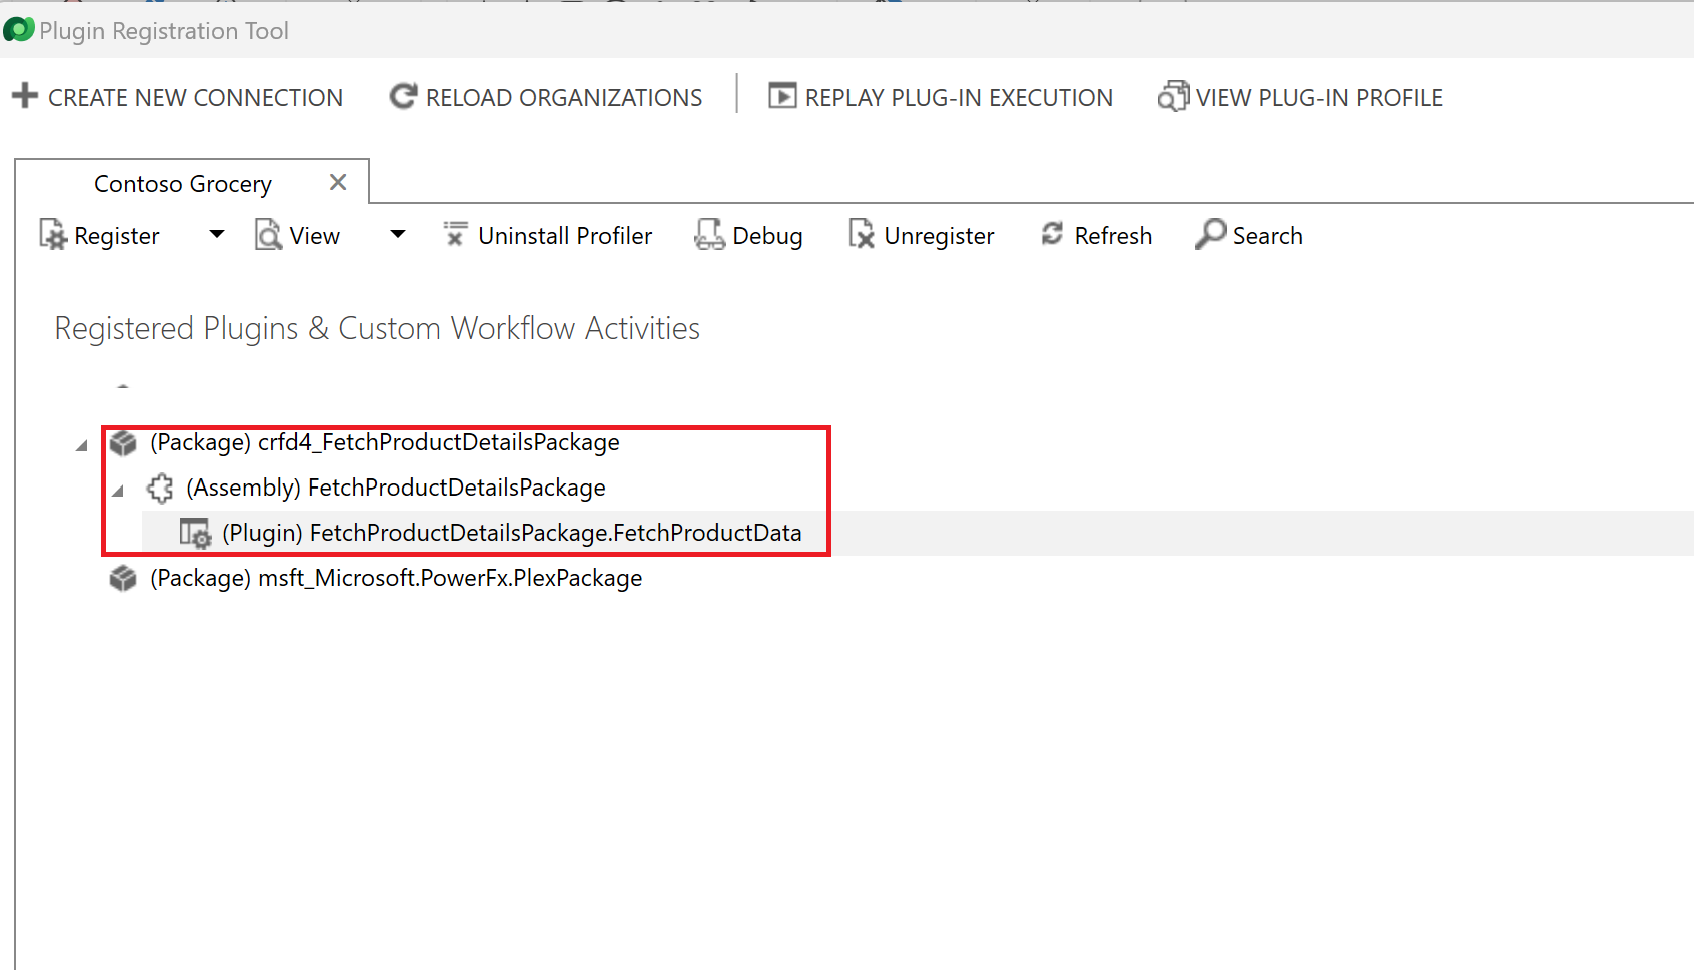 Plugin Registration Tool
CREATE NEW CONNECTION RELOAD ORGANIZATIONS REPLAY PLUG-IN EXECUTION VIEW PLUG-IN PROFILE
Contoso Grocery
Register View Uninstall Profiler Debug Unregister Refresh Search
Registered Plugins & Custom Workflow Activities
(Package) crfd4_FetchProductDetailsPackage
(Assembly) FetchProductDetailsPackage
(Plugin) FetchProductDetailsPackage.FetchProductData
(Package) msft_Microsoft.PowerFx.PlexPackage